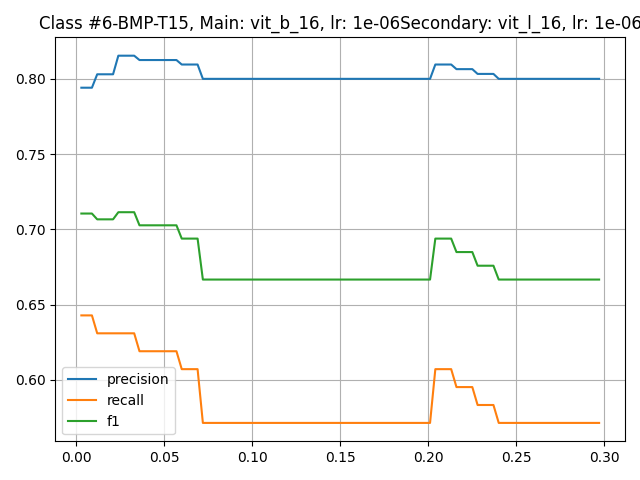 Class #6-BMP-T15, Main: vit_b_16, lr: 1e-06Secondary: vit_l_16, lr: 1e-06
0.80
0.75
0.70
0.65
0.60
precision
recall
f1
0.00 0.05 0.10 0.15 0.20 0.25 0.30